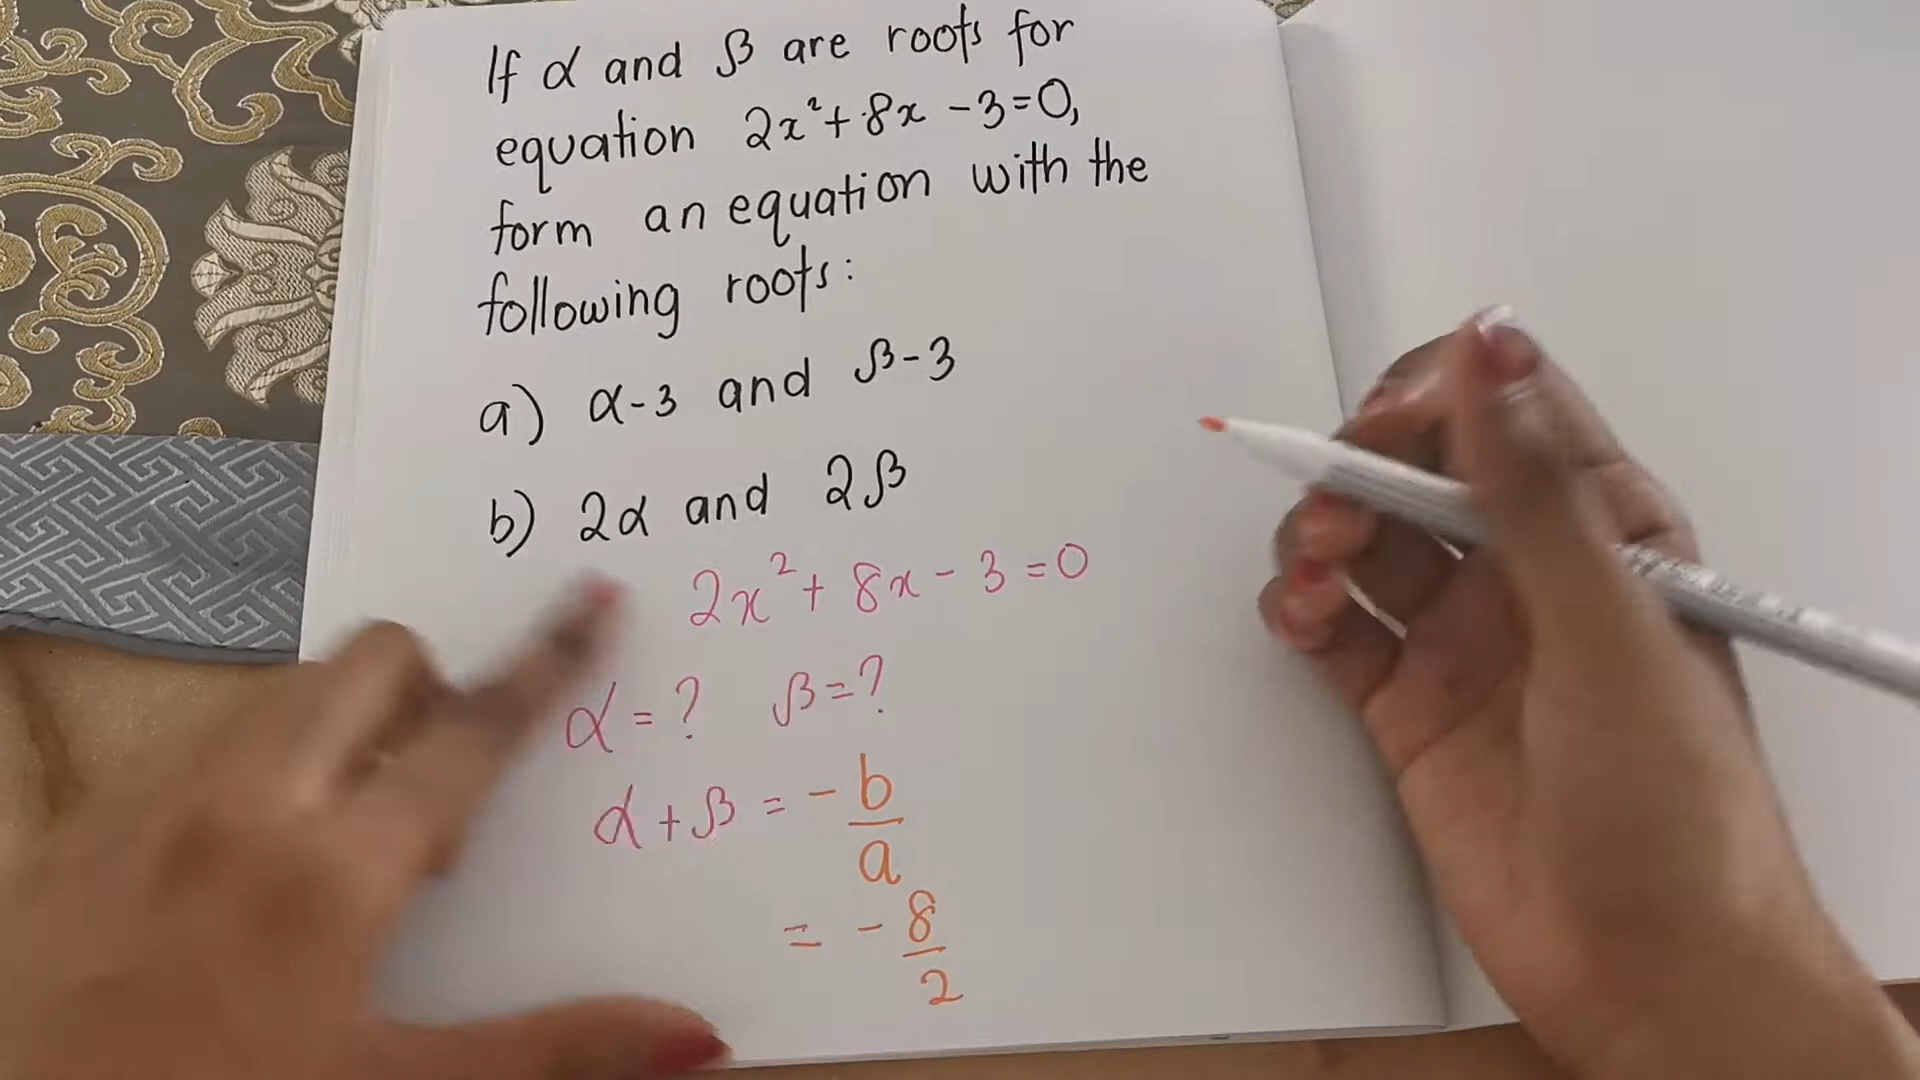 If α and β are roots for
equation 2x²+8x-3=0,
form an equation with the
following roots:
a) α-3 and β-3
b) 2α and 2β
2x²+8x-3=0
α=? β=?
α+β = -b/a
= -8/2